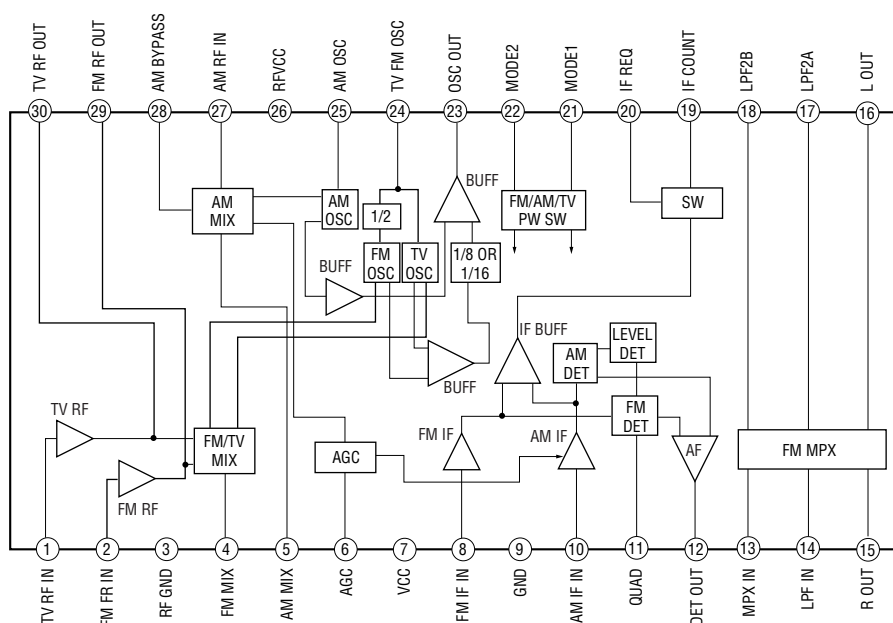 TV RF OUT
FM RF OUT
AM BYPASS
AM RF IN
RFVCC
AM OSC
TV FM OSC
OSC OUT
MODE2
MODE1
IF REQ
IF COUNT
LPF2B
LPF2A
L OUT
30
29
28
27
26
25
24
23
22
21
20
19
18
17
16
AM
MIX
AM
OSC
1/2
BUFF
FM/AM/TV
PW SW
SW
FM
OSC
TV
OSC
1/8 OR
1/16
BUFF
BUFF
IF BUFF
AM
DET
LEVEL
DET
TV RF
FM/TV
MIX
FM RF
AGC
FM IF
AM IF
FM
DET
AF
FM MPX
1
2
3
4
5
6
7
8
9
10
11
12
13
14
15
TV RF IN
FM FR IN
RF GND
FM MIX
AM MIX
AGC
VCC
FM IF IN
GND
AM IF IN
QUAD
DET OUT
MPX IN
LPF IN
R OUT